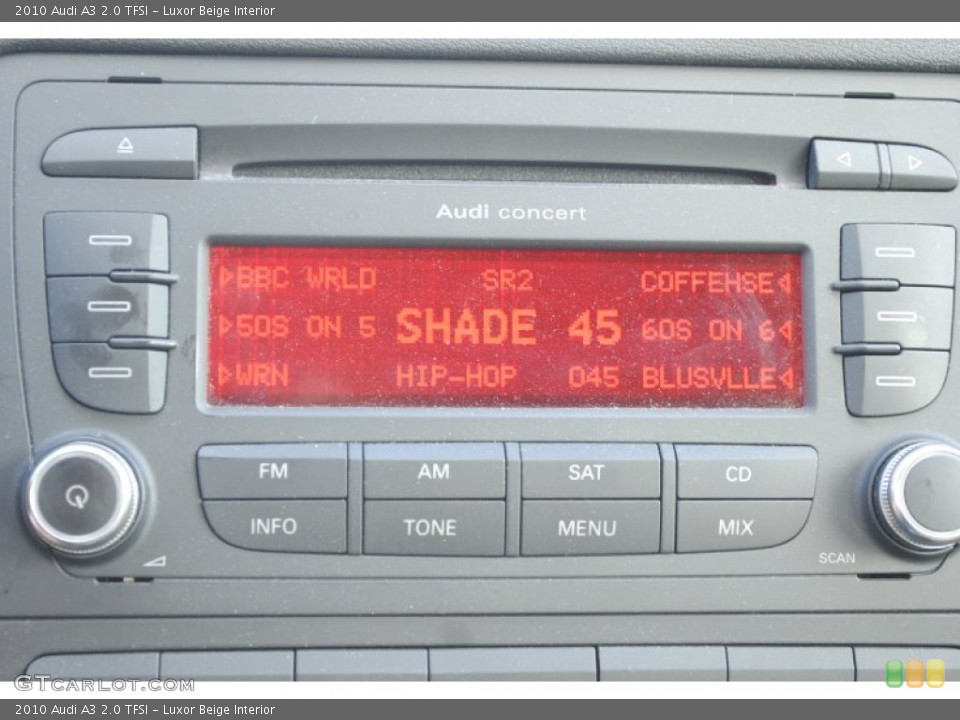 2010 Audi A3 2.0 TFSI - Luxor Beige Interior
Audi concert
BBC WRLD SR2 COFFEHSE
50S ON 5 SHADE 45 60S ON 6
WRN HIP-HOP 045 BLUSVLLE
FM AM SAT CD
INFO TONE MENU MIX
SCAN
GTCARLOT.COM
2010 Audi A3 2.0 TFSI - Luxor Beige Interior